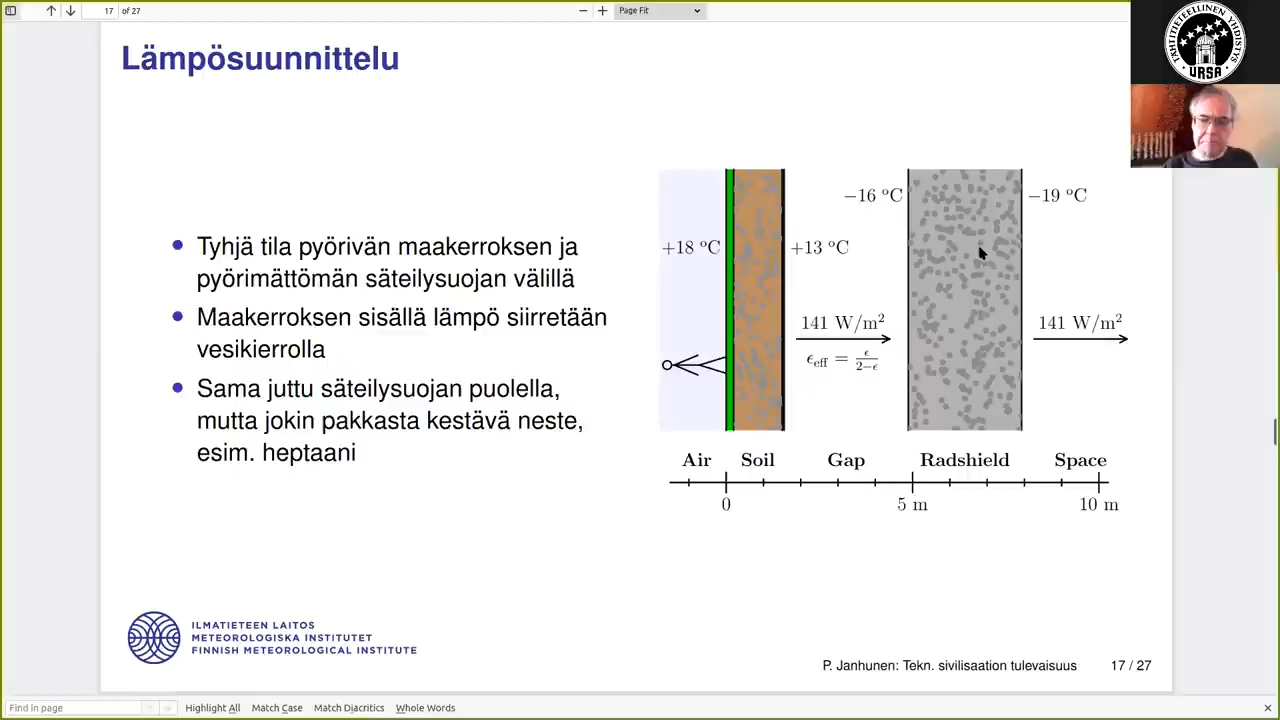 17 of 27
Page Fit
TÄHTITIETEELLINEN YHDISTYS
URSA
Lämpösuunnittelu
Tyhjä tila pyörivän maakerroksen ja
pyörimättömän säteilysuojan välillä
Maakerroksen sisällä lämpö siirretään
vesikierrolla
Sama juttu säteilysuojan puolella,
mutta jokin pakkasta kestävä neste,
esim. heptaani
−16 °C
−19 °C
+18 °C
+13 °C
141 W/m²
141 W/m²
ϵeff = ϵ/(2−ϵ)
Air Soil Gap Radshield Space
0 5 m 10 m
ILMATIETEEN LAITOS
METEOROLOGISKA INSTITUTET
FINNISH METEOROLOGICAL INSTITUTE
P. Janhunen: Tekn. sivilisaation tulevaisuus 17 / 27
Find in page Highlight All Match Case Match Diacritics Whole Words